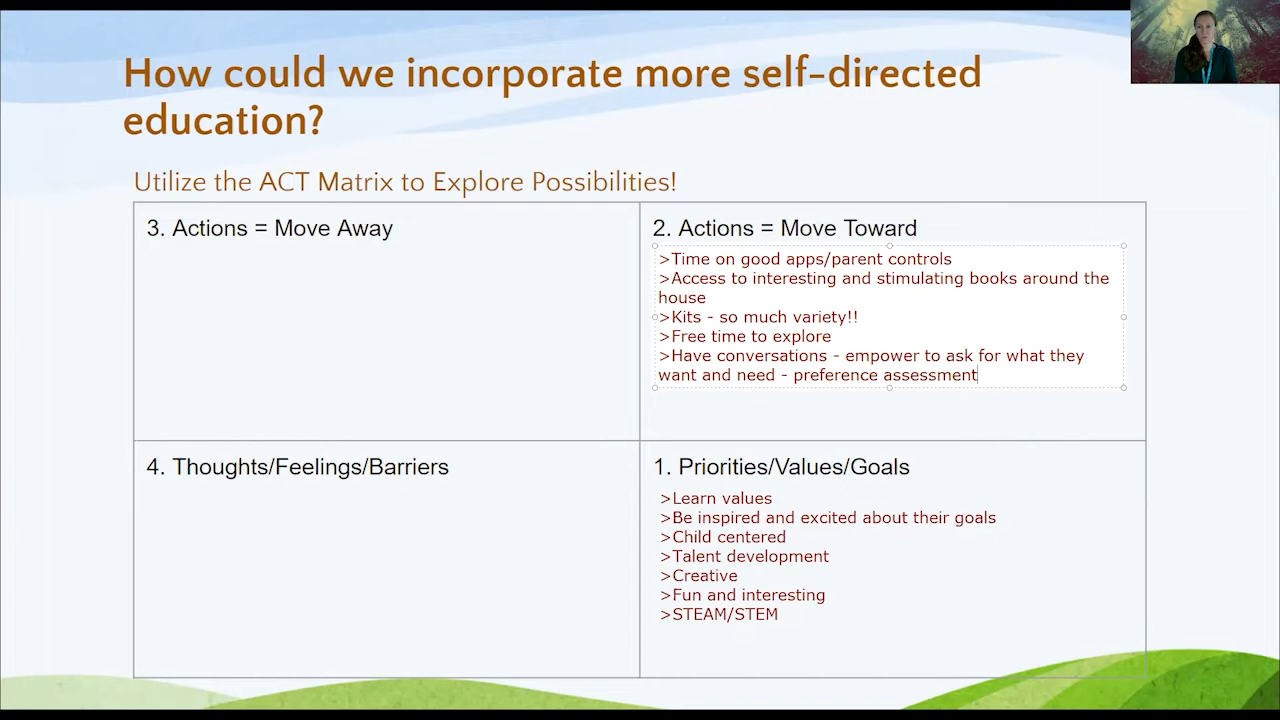 How could we incorporate more self-directed
education?
Utilize the ACT Matrix to Explore Possibilities!
3. Actions = Move Away
2. Actions = Move Toward
>Time on good apps/parent controls
>Access to interesting and stimulating books around the
house
>Kits - so much variety!!
>Free time to explore
>Have conversations - empower to ask for what they
want and need - preference assessment
4. Thoughts/Feelings/Barriers
1. Priorities/Values/Goals
>Learn values
>Be inspired and excited about their goals
>Child centered
>Talent development
>Creative
>Fun and interesting
>STEAM/STEM